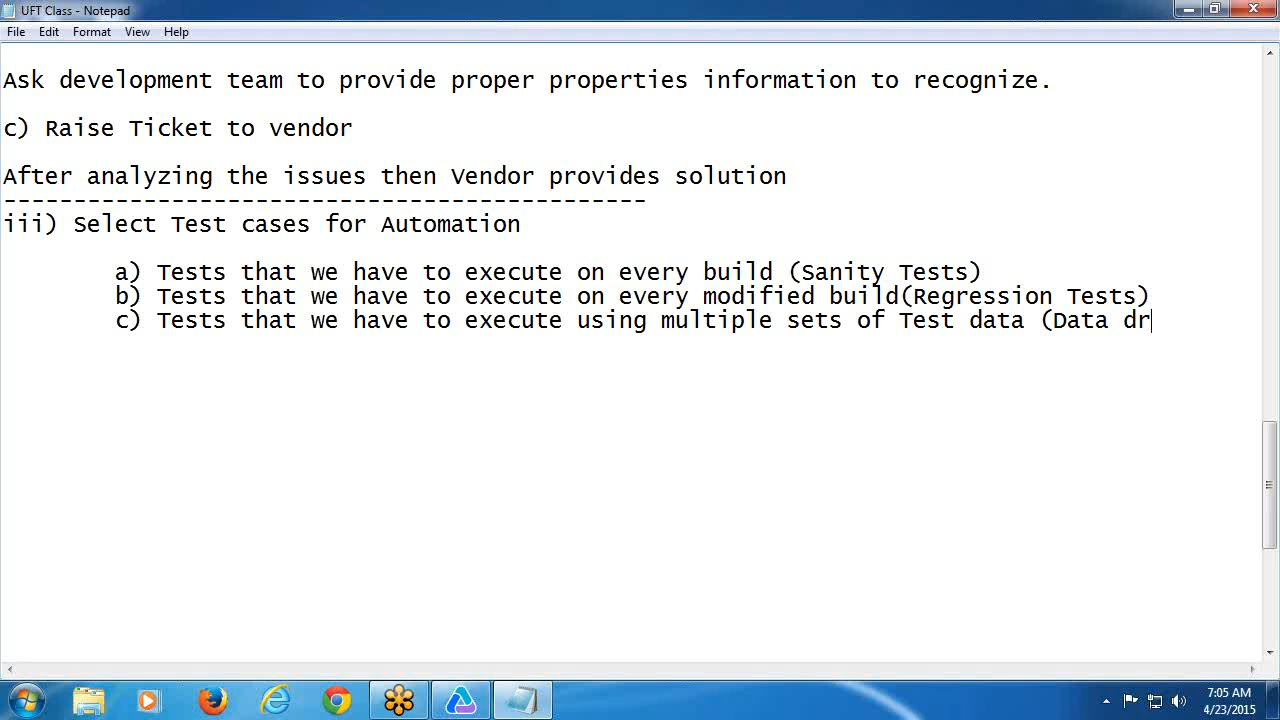 UFT Class - Notepad
File Edit Format View Help
Ask development team to provide proper properties information to recognize.
c) Raise Ticket to vendor
After analyzing the issues then Vendor provides solution
----------------------------------------------
iii) Select Test cases for Automation
a) Tests that we have to execute on every build (Sanity Tests)
b) Tests that we have to execute on every modified build(Regression Tests)
c) Tests that we have to execute using multiple sets of Test data (Data dr
7:05 AM
4/23/2015